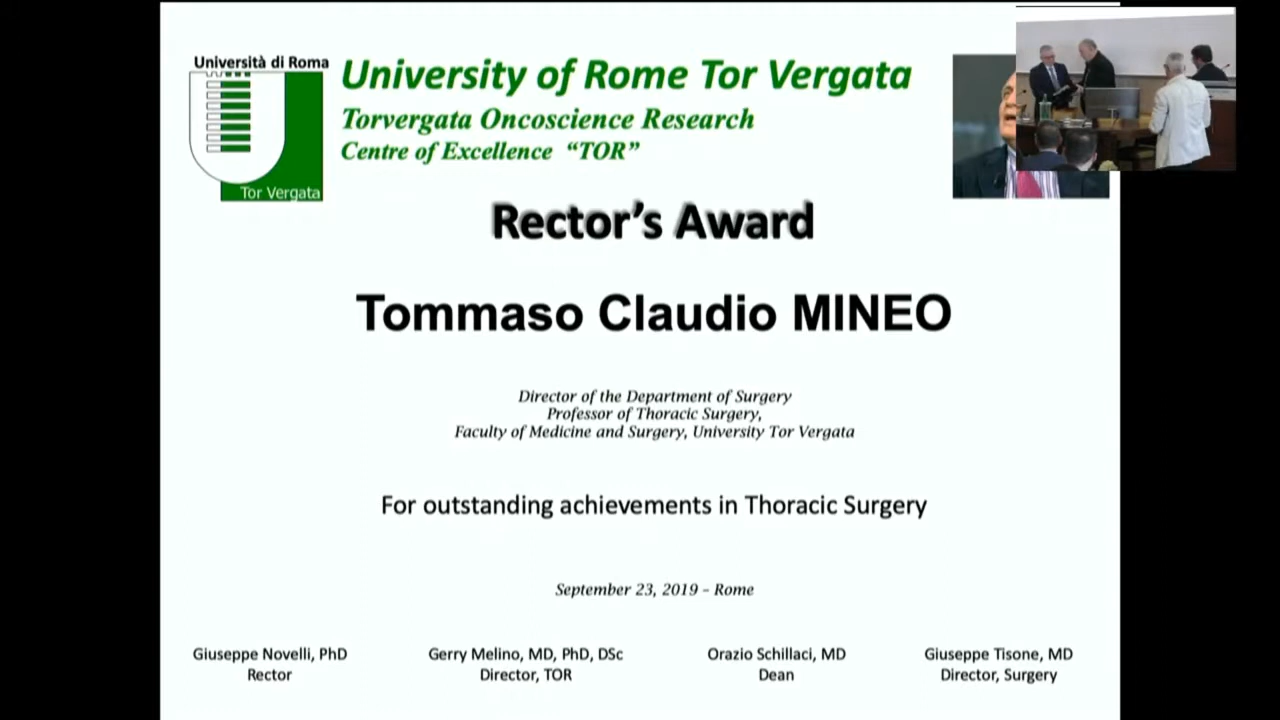 Università di Roma
Tor Vergata
University of Rome Tor Vergata
Torvergata Oncoscience Research
Centre of Excellence “TOR”
Rector’s Award
Tommaso Claudio MINEO
Director of the Department of Surgery
Professor of Thoracic Surgery,
Faculty of Medicine and Surgery, University Tor Vergata
For outstanding achievements in Thoracic Surgery
September 23, 2019 – Rome
Giuseppe Novelli, PhD
Rector
Gerry Melino, MD, PhD, DSc
Director, TOR
Orazio Schillaci, MD
Dean
Giuseppe Tisone, MD
Director, Surgery